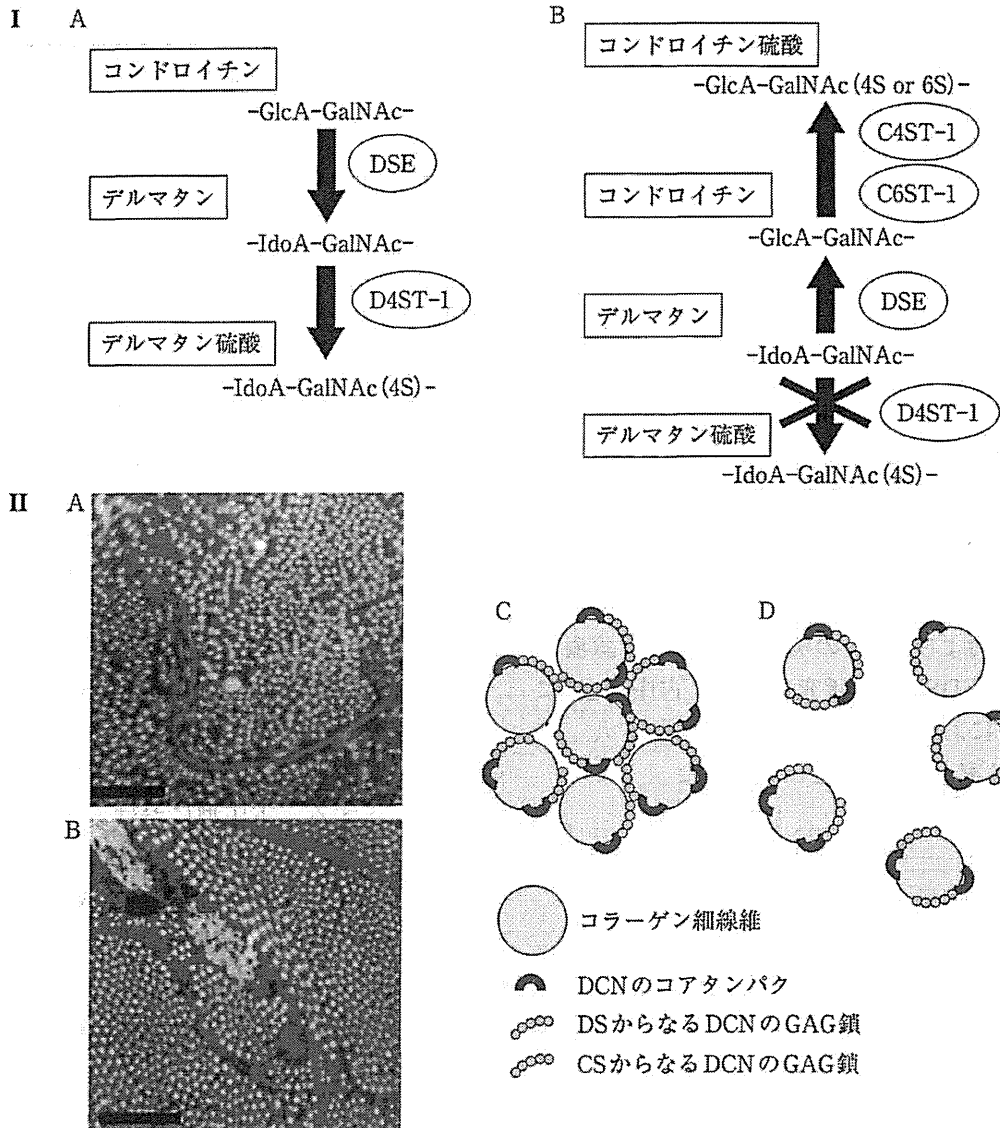 I A
コンドロイチン
-GlcA-GalNAc-
DSE
デルマタン
-IdoA-GalNAc-
D4ST-1
デルマタン硫酸
-IdoA-GalNAc(4S)-
B
コンドロイチン硫酸
-GlcA-GalNAc(4S or 6S)-
C4ST-1
C6ST-1
コンドロイチン
-GlcA-GalNAc-
DSE
デルマタン
-IdoA-GalNAc-
D4ST-1
デルマタン硫酸
-IdoA-GalNAc(4S)-
II A
B
C
D
コラーゲン細線維
DCNのコアタンパク
DSからなるDCNのGAG鎖
CSからなるDCNのGAG鎖